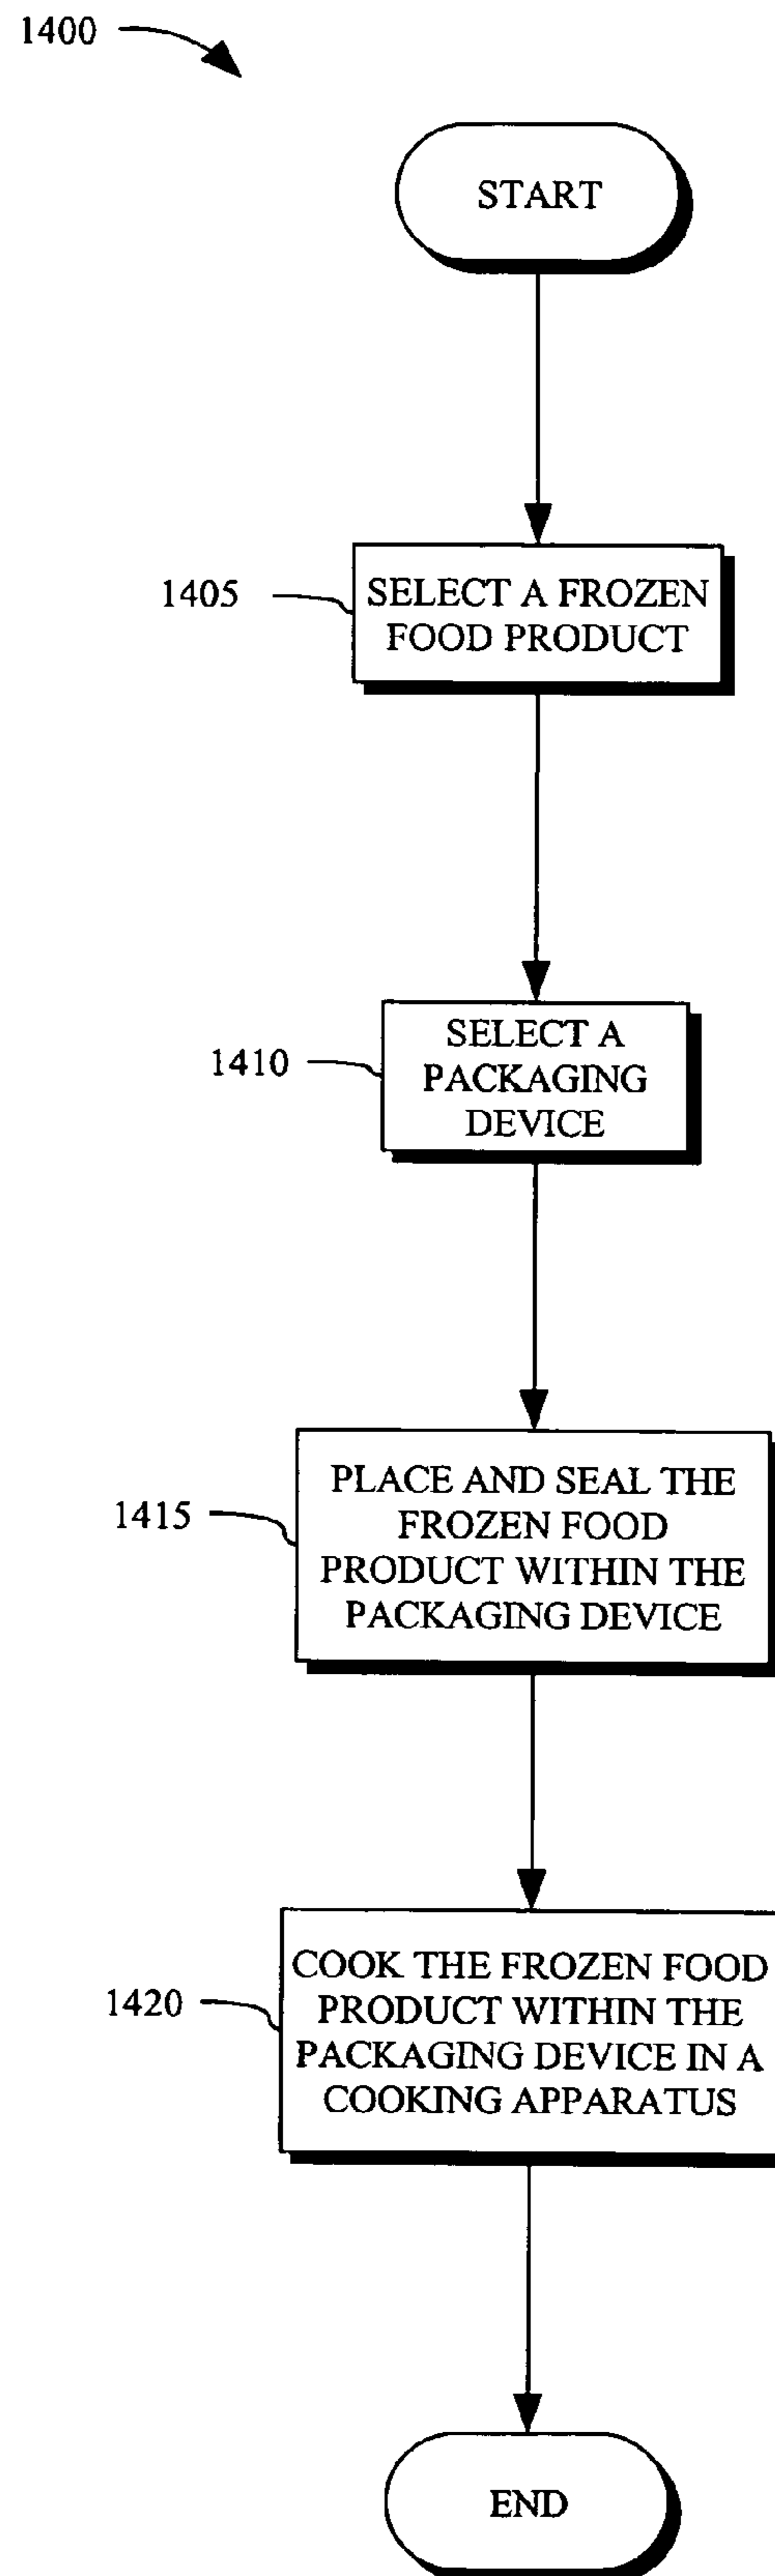 1400
START
1405
SELECT A FROZEN
FOOD PRODUCT
1410
SELECT A
PACKAGING
DEVICE
1415
PLACE AND SEAL THE
FROZEN FOOD
PRODUCT WITHIN THE
PACKAGING DEVICE
1420
COOK THE FROZEN FOOD
PRODUCT WITHIN THE
PACKAGING DEVICE IN A
COOKING APPARATUS
END